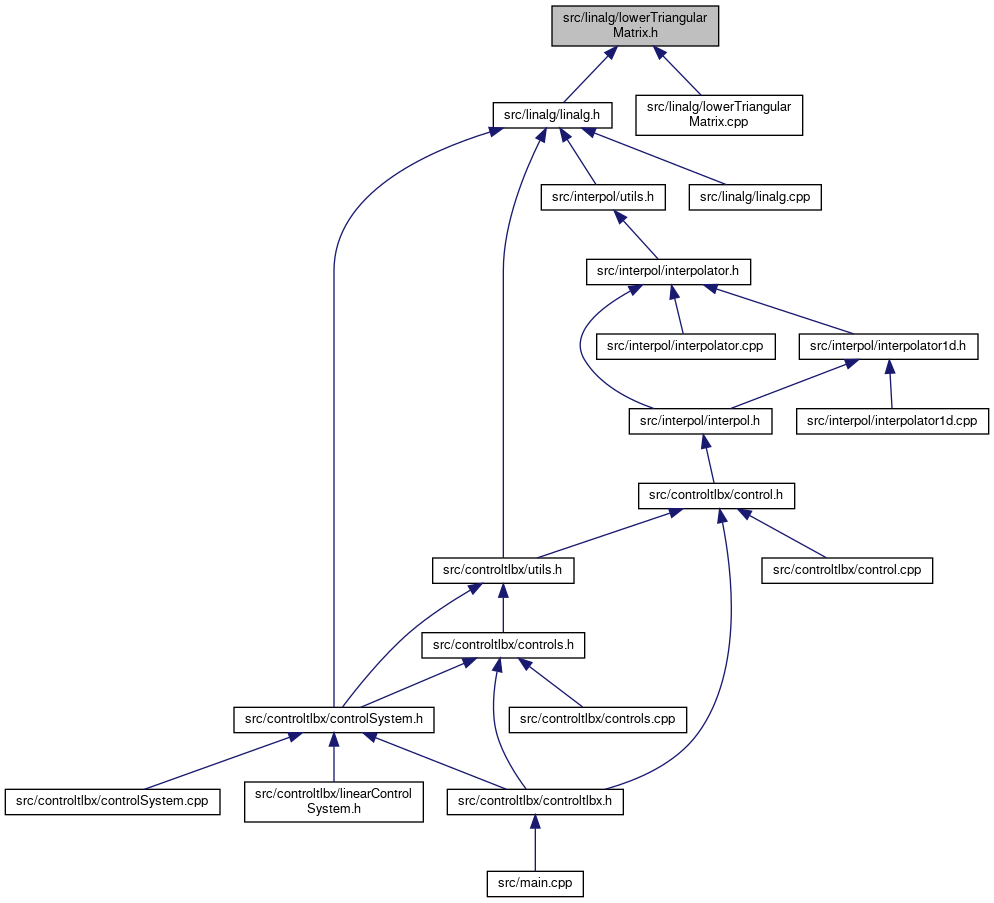 src/linalg/lowerTriangular
Matrix.h
src/linalg/linalg.h
src/linalg/lowerTriangular
Matrix.cpp
src/interpol/utils.h
src/linalg/linalg.cpp
src/interpol/interpolator.h
src/interpol/interpolator.cpp
src/interpol/interpolator1d.h
src/interpol/interpol.h
src/interpol/interpolator1d.cpp
src/controltlbx/control.h
src/controltlbx/utils.h
src/controltlbx/control.cpp
src/controltlbx/controls.h
src/controltlbx/controlSystem.h
src/controltlbx/controls.cpp
src/controltlbx/controlSystem.cpp
src/controltlbx/linearControl
System.h
src/controltlbx/controltlbx.h
src/main.cpp